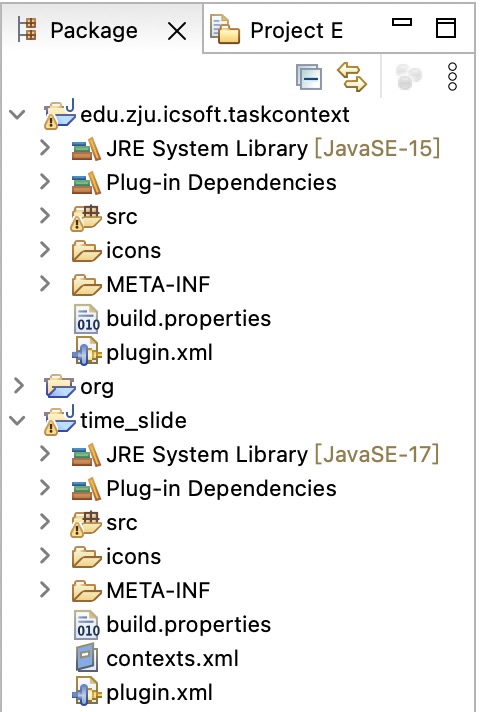 Package Project E
edu.zju.icsoft.taskcontext
JRE System Library [JavaSE-15]
Plug-in Dependencies
src
icons
META-INF
build.properties
plugin.xml
org
time_slide
JRE System Library [JavaSE-17]
Plug-in Dependencies
src
icons
META-INF
build.properties
contexts.xml
plugin.xml